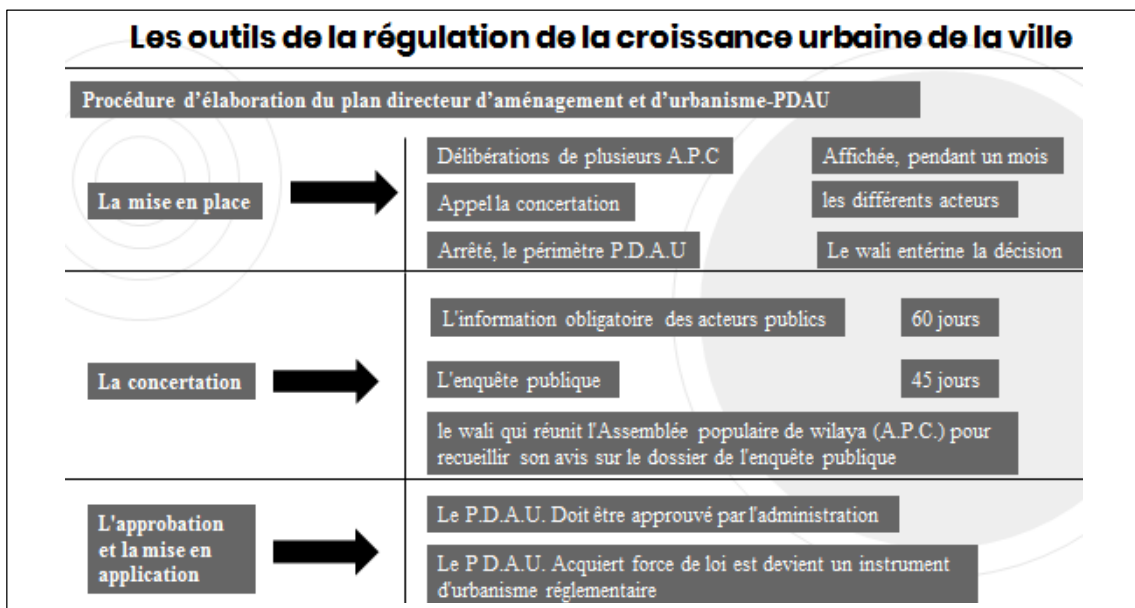 Les outils de la régulation de la croissance urbaine de la ville
Procédure d'élaboration du plan directeur d'aménagement et d'urbanisme-PDAU
La mise en place
Délibérations de plusieurs A.P.C
Affichée, pendant un mois
Appel la concertation
les différents acteurs
Arrêté, le périmètre P.D.A.U
Le wali entérine la décision
La concertation
L'information obligatoire des acteurs publics
60 jours
L'enquête publique
45 jours
le wali qui réunit l'Assemblée populaire de wilaya (A.P.C.) pour
recueillir son avis sur le dossier de l'enquête publique
L'approbation
et la mise en
application
Le P.D.A.U. Doit être approuvé par l'administration
Le P D.A.U. Acquiert force de loi est devient un instrument
d'urbanisme réglementaire